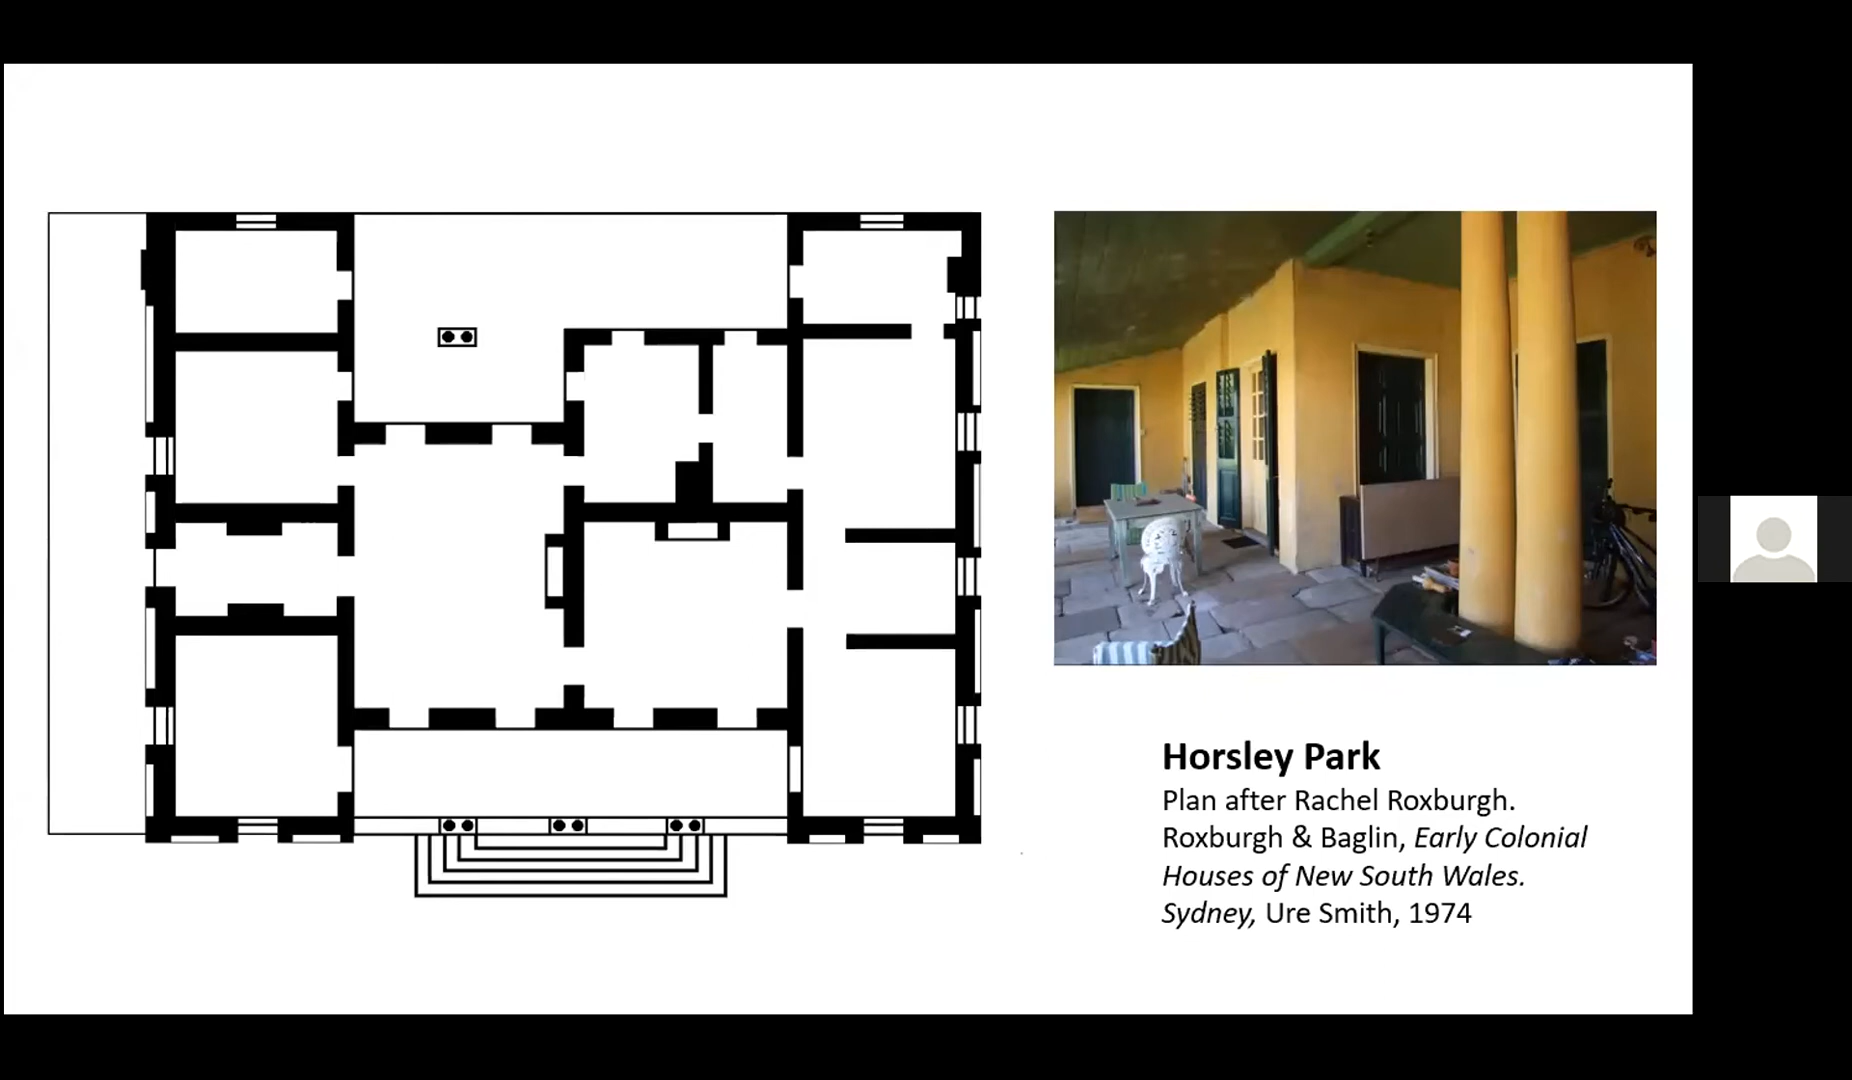 Horsley Park
Plan after Rachel Roxburgh.
Roxburgh & Baglin, Early Colonial
Houses of New South Wales.
Sydney, Ure Smith, 1974